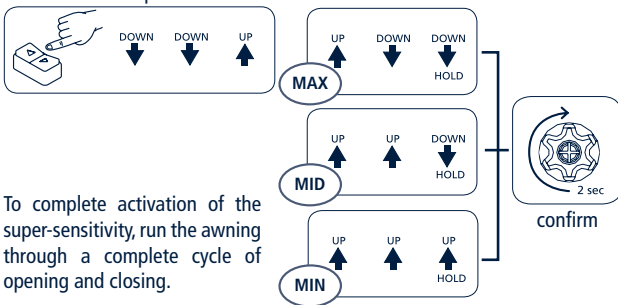 DOWN DOWN UP
UP DOWN DOWN
HOLD
MAX
UP UP DOWN
HOLD
MID
UP UP UP
HOLD
MIN
2 sec
confirm
To complete activation of the
super-sensitivity, run the awning
through a complete cycle of
opening and closing.